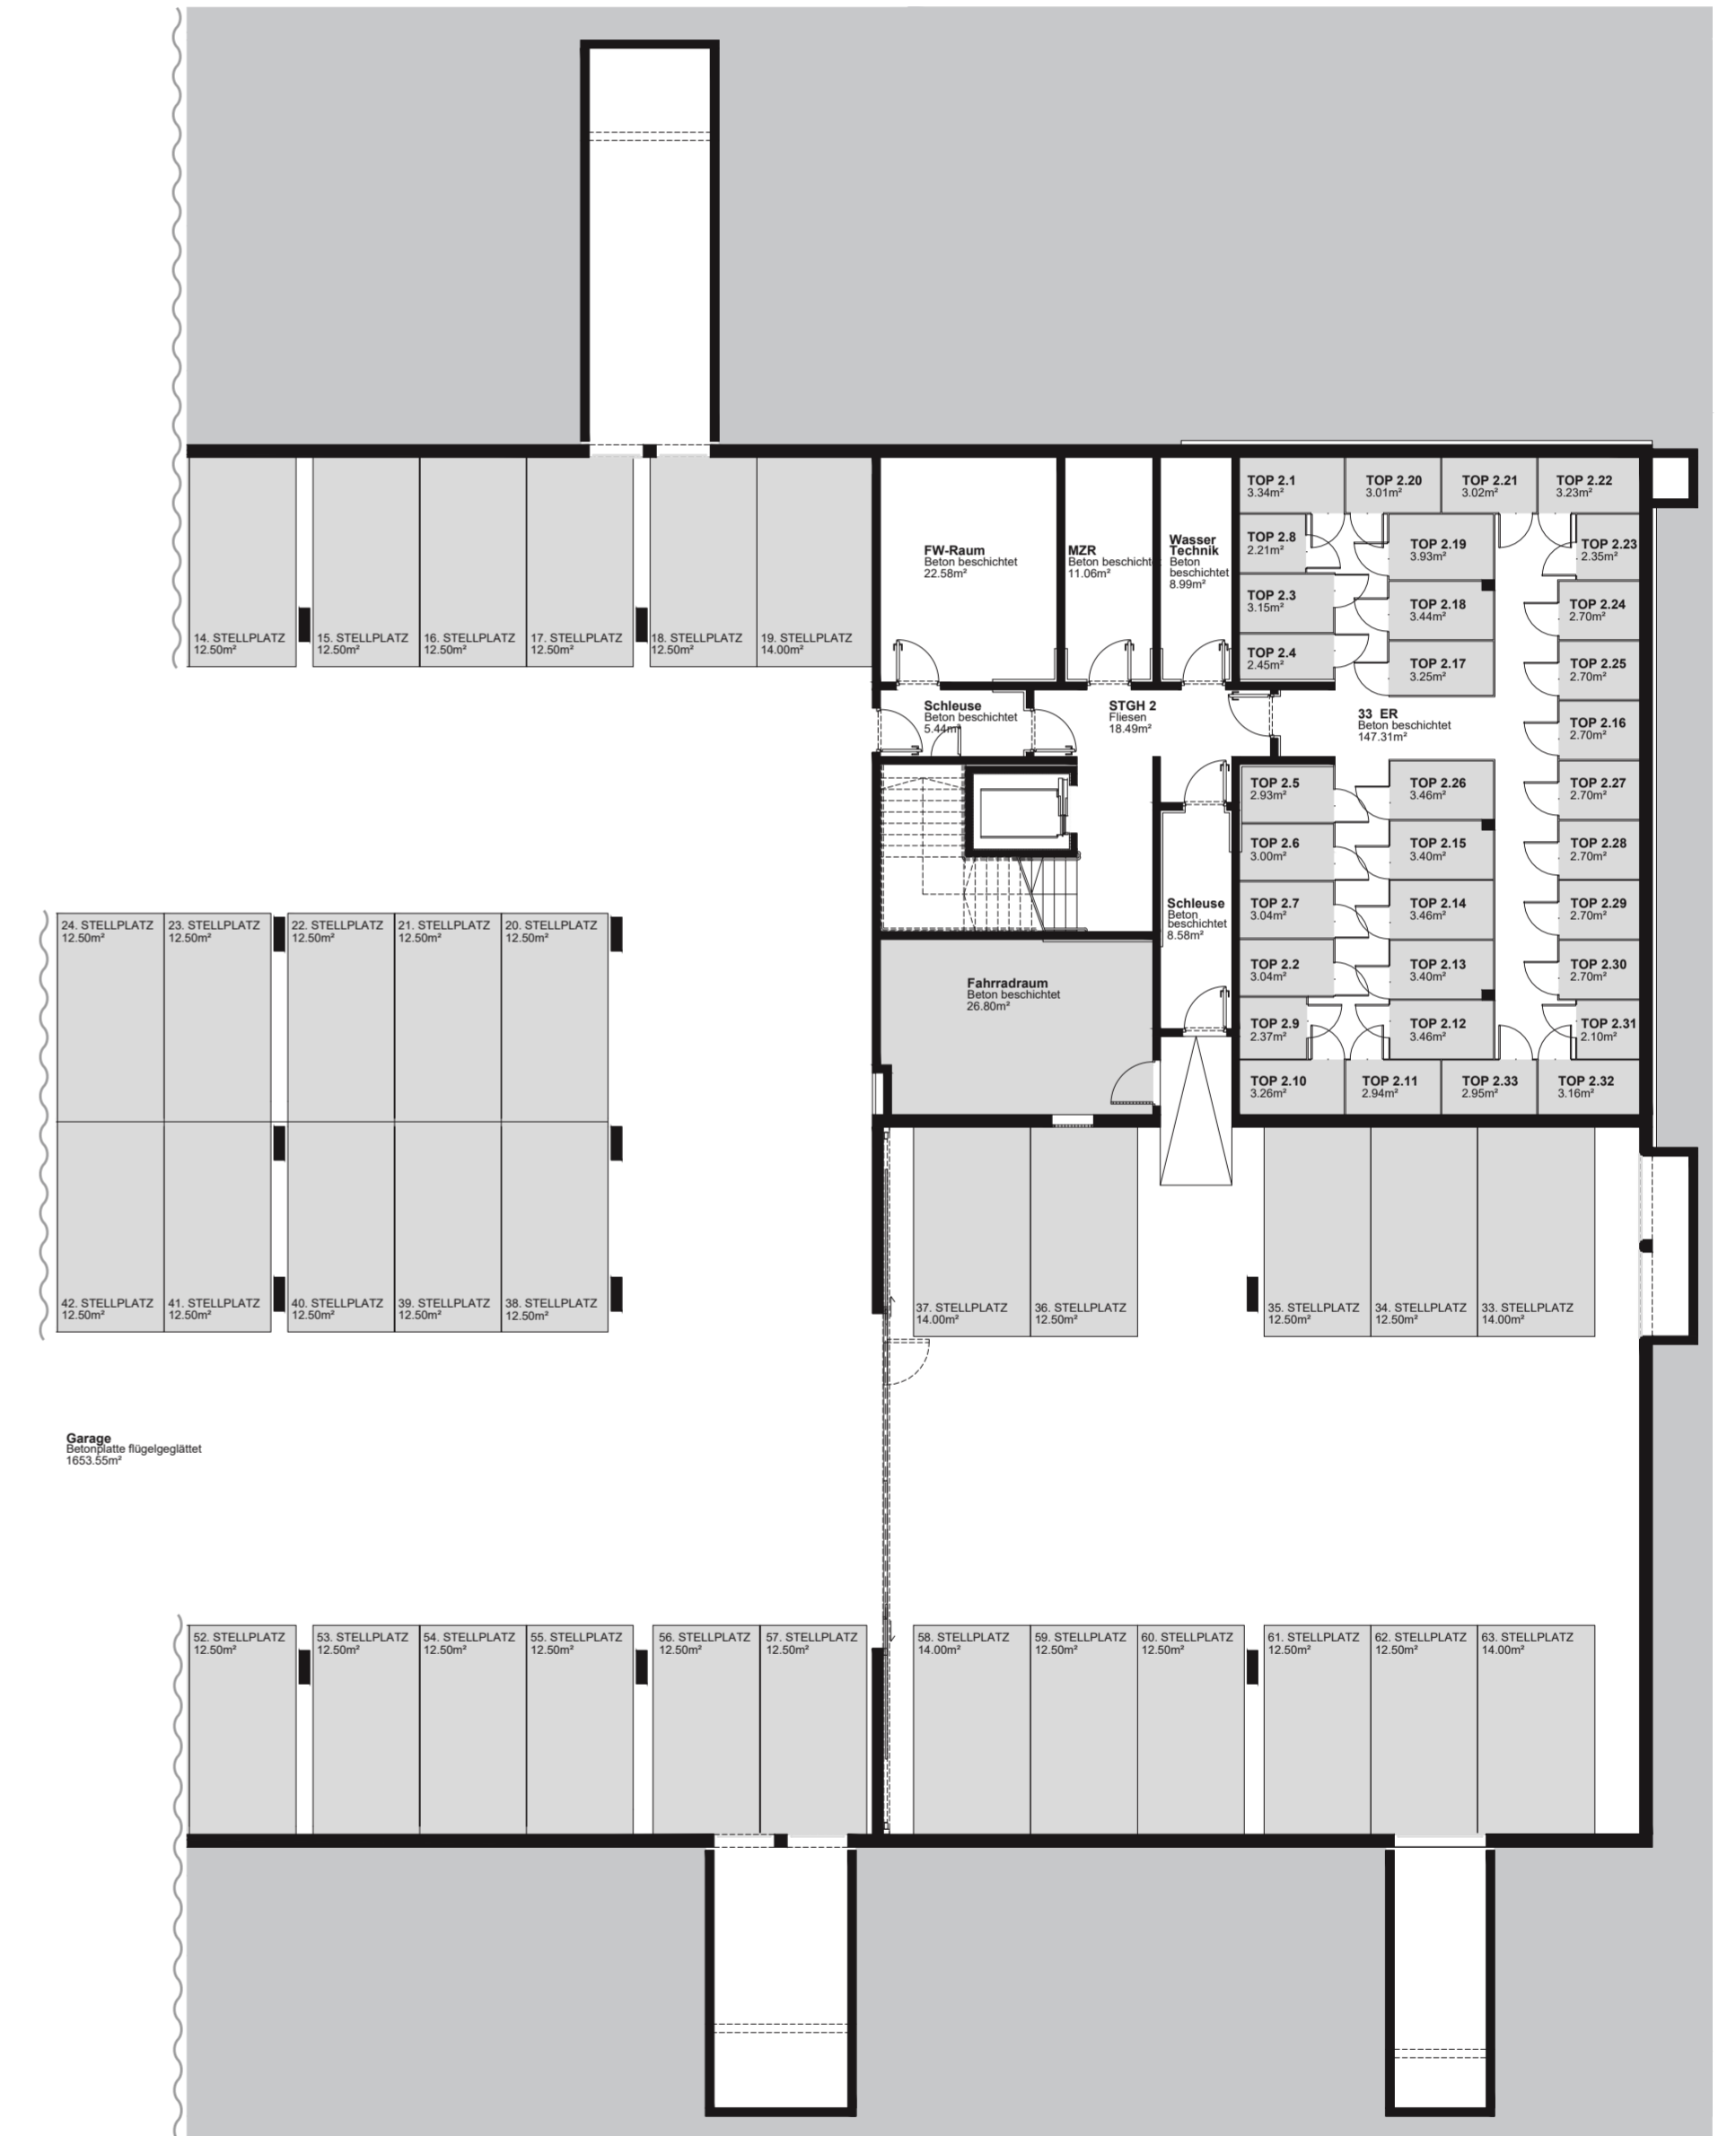 14. STELLPLATZ
12.50m²
15. STELLPLATZ
12.50m²
16. STELLPLATZ
12.50m²
17. STELLPLATZ
12.50m²
18. STELLPLATZ
12.50m²
19. STELLPLATZ
14.00m²
FW-Raum
Beton beschichtet
22.58m²
MZR
Beton beschichte
11.06m²
Wasser
Technik
Beton
beschichtet
8.99m²
TOP 2.1
3.34m²
TOP 2.20
3.01m²
TOP 2.21
3.02m²
TOP 2.22
3.23m²
TOP 2.8
2.21m²
TOP 2.19
3.93m²
TOP 2.23
2.35m²
TOP 2.3
3.15m²
TOP 2.18
3.44m²
TOP 2.24
2.70m²
TOP 2.4
2.45m²
TOP 2.17
3.25m²
TOP 2.25
2.70m²
Schleuse
Beton beschichtet
5.44m²
STGH 2
Fliesen
18.49m²
33 ER
Beton beschichtet
147.31m²
TOP 2.16
2.70m²
TOP 2.5
2.93m²
TOP 2.26
3.46m²
TOP 2.27
2.70m²
TOP 2.6
3.00m²
TOP 2.15
3.40m²
TOP 2.28
2.70m²
Schleuse
Beton
beschichtet
8.58m²
TOP 2.7
3.04m²
TOP 2.14
3.46m²
TOP 2.29
2.70m²
TOP 2.2
3.04m²
TOP 2.13
3.40m²
TOP 2.30
2.70m²
TOP 2.9
2.37m²
TOP 2.12
3.46m²
TOP 2.31
2.10m²
TOP 2.10
3.26m²
TOP 2.11
2.94m²
TOP 2.33
2.95m²
TOP 2.32
3.16m²
Fahrradraum
Beton beschichtet
26.80m²
24. STELLPLATZ
12.50m²
23. STELLPLATZ
12.50m²
22. STELLPLATZ
12.50m²
21. STELLPLATZ
12.50m²
20. STELLPLATZ
12.50m²
42. STELLPLATZ
12.50m²
41. STELLPLATZ
12.50m²
40. STELLPLATZ
12.50m²
39. STELLPLATZ
12.50m²
38. STELLPLATZ
12.50m²
37. STELLPLATZ
14.00m²
36. STELLPLATZ
12.50m²
35. STELLPLATZ
12.50m²
34. STELLPLATZ
12.50m²
33. STELLPLATZ
14.00m²
Garage
Betonplatte flügelgeglättet
1653.55m²
52. STELLPLATZ
12.50m²
53. STELLPLATZ
12.50m²
54. STELLPLATZ
12.50m²
55. STELLPLATZ
12.50m²
56. STELLPLATZ
12.50m²
57. STELLPLATZ
12.50m²
58. STELLPLATZ
14.00m²
59. STELLPLATZ
12.50m²
60. STELLPLATZ
12.50m²
61. STELLPLATZ
12.50m²
62. STELLPLATZ
12.50m²
63. STELLPLATZ
14.00m²